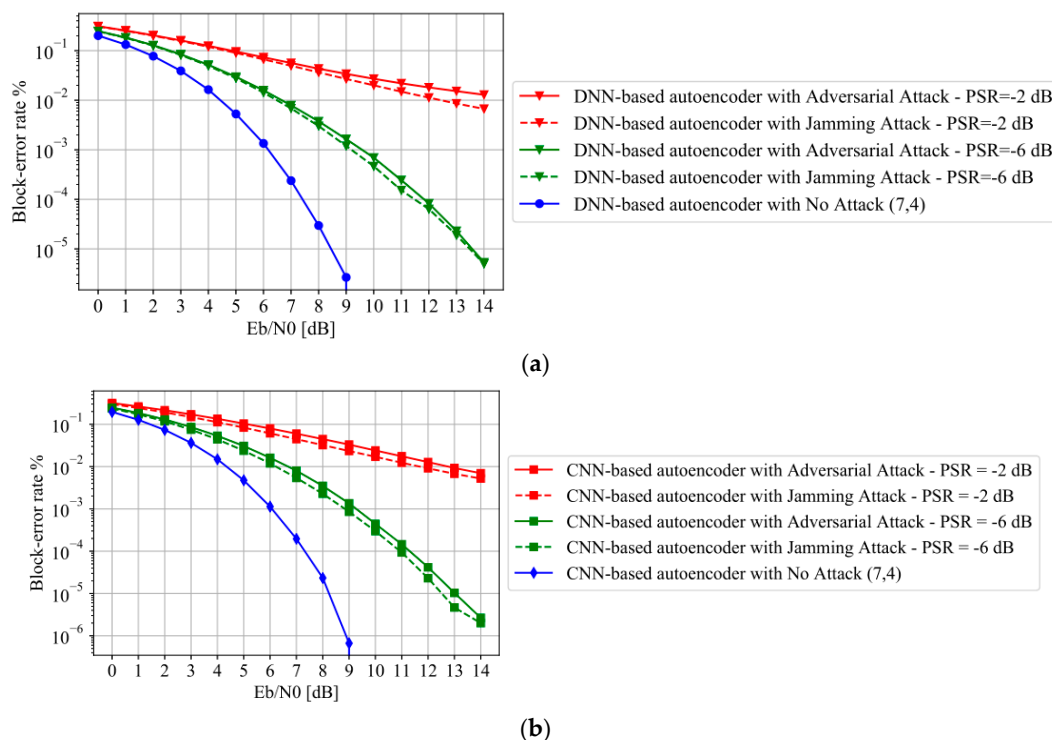 10⁻¹
10⁻²
10⁻³
10⁻⁴
10⁻⁵
Block-error rate %
0 1 2 3 4 5 6 7 8 9 10 11 12 13 14
Eb/N0 [dB]
DNN-based autoencoder with Adversarial Attack - PSR=-2 dB
DNN-based autoencoder with Jamming Attack - PSR=-2 dB
DNN-based autoencoder with Adversarial Attack - PSR=-6 dB
DNN-based autoencoder with Jamming Attack - PSR=-6 dB
DNN-based autoencoder with No Attack (7,4)
(a)
10⁻¹
10⁻²
10⁻³
10⁻⁴
10⁻⁵
10⁻⁶
Block-error rate %
0 1 2 3 4 5 6 7 8 9 10 11 12 13 14
Eb/N0 [dB]
CNN-based autoencoder with Adversarial Attack - PSR = -2 dB
CNN-based autoencoder with Jamming Attack - PSR = -2 dB
CNN-based autoencoder with Adversarial Attack - PSR = -6 dB
CNN-based autoencoder with Jamming Attack - PSR = -6 dB
CNN-based autoencoder with No Attack (7,4)
(b)